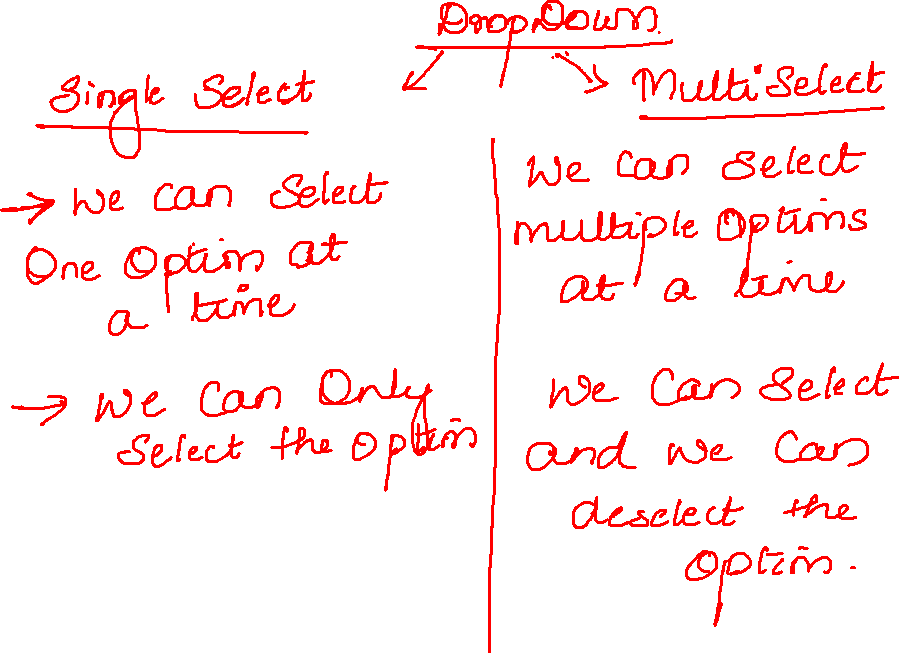 DropDown.
Single Select
→ We can select
One Option at
a time
→ We can Only
select the option
Multi Select
We can select
multiple options
at a time
We can select
and we can
deselect the
option.